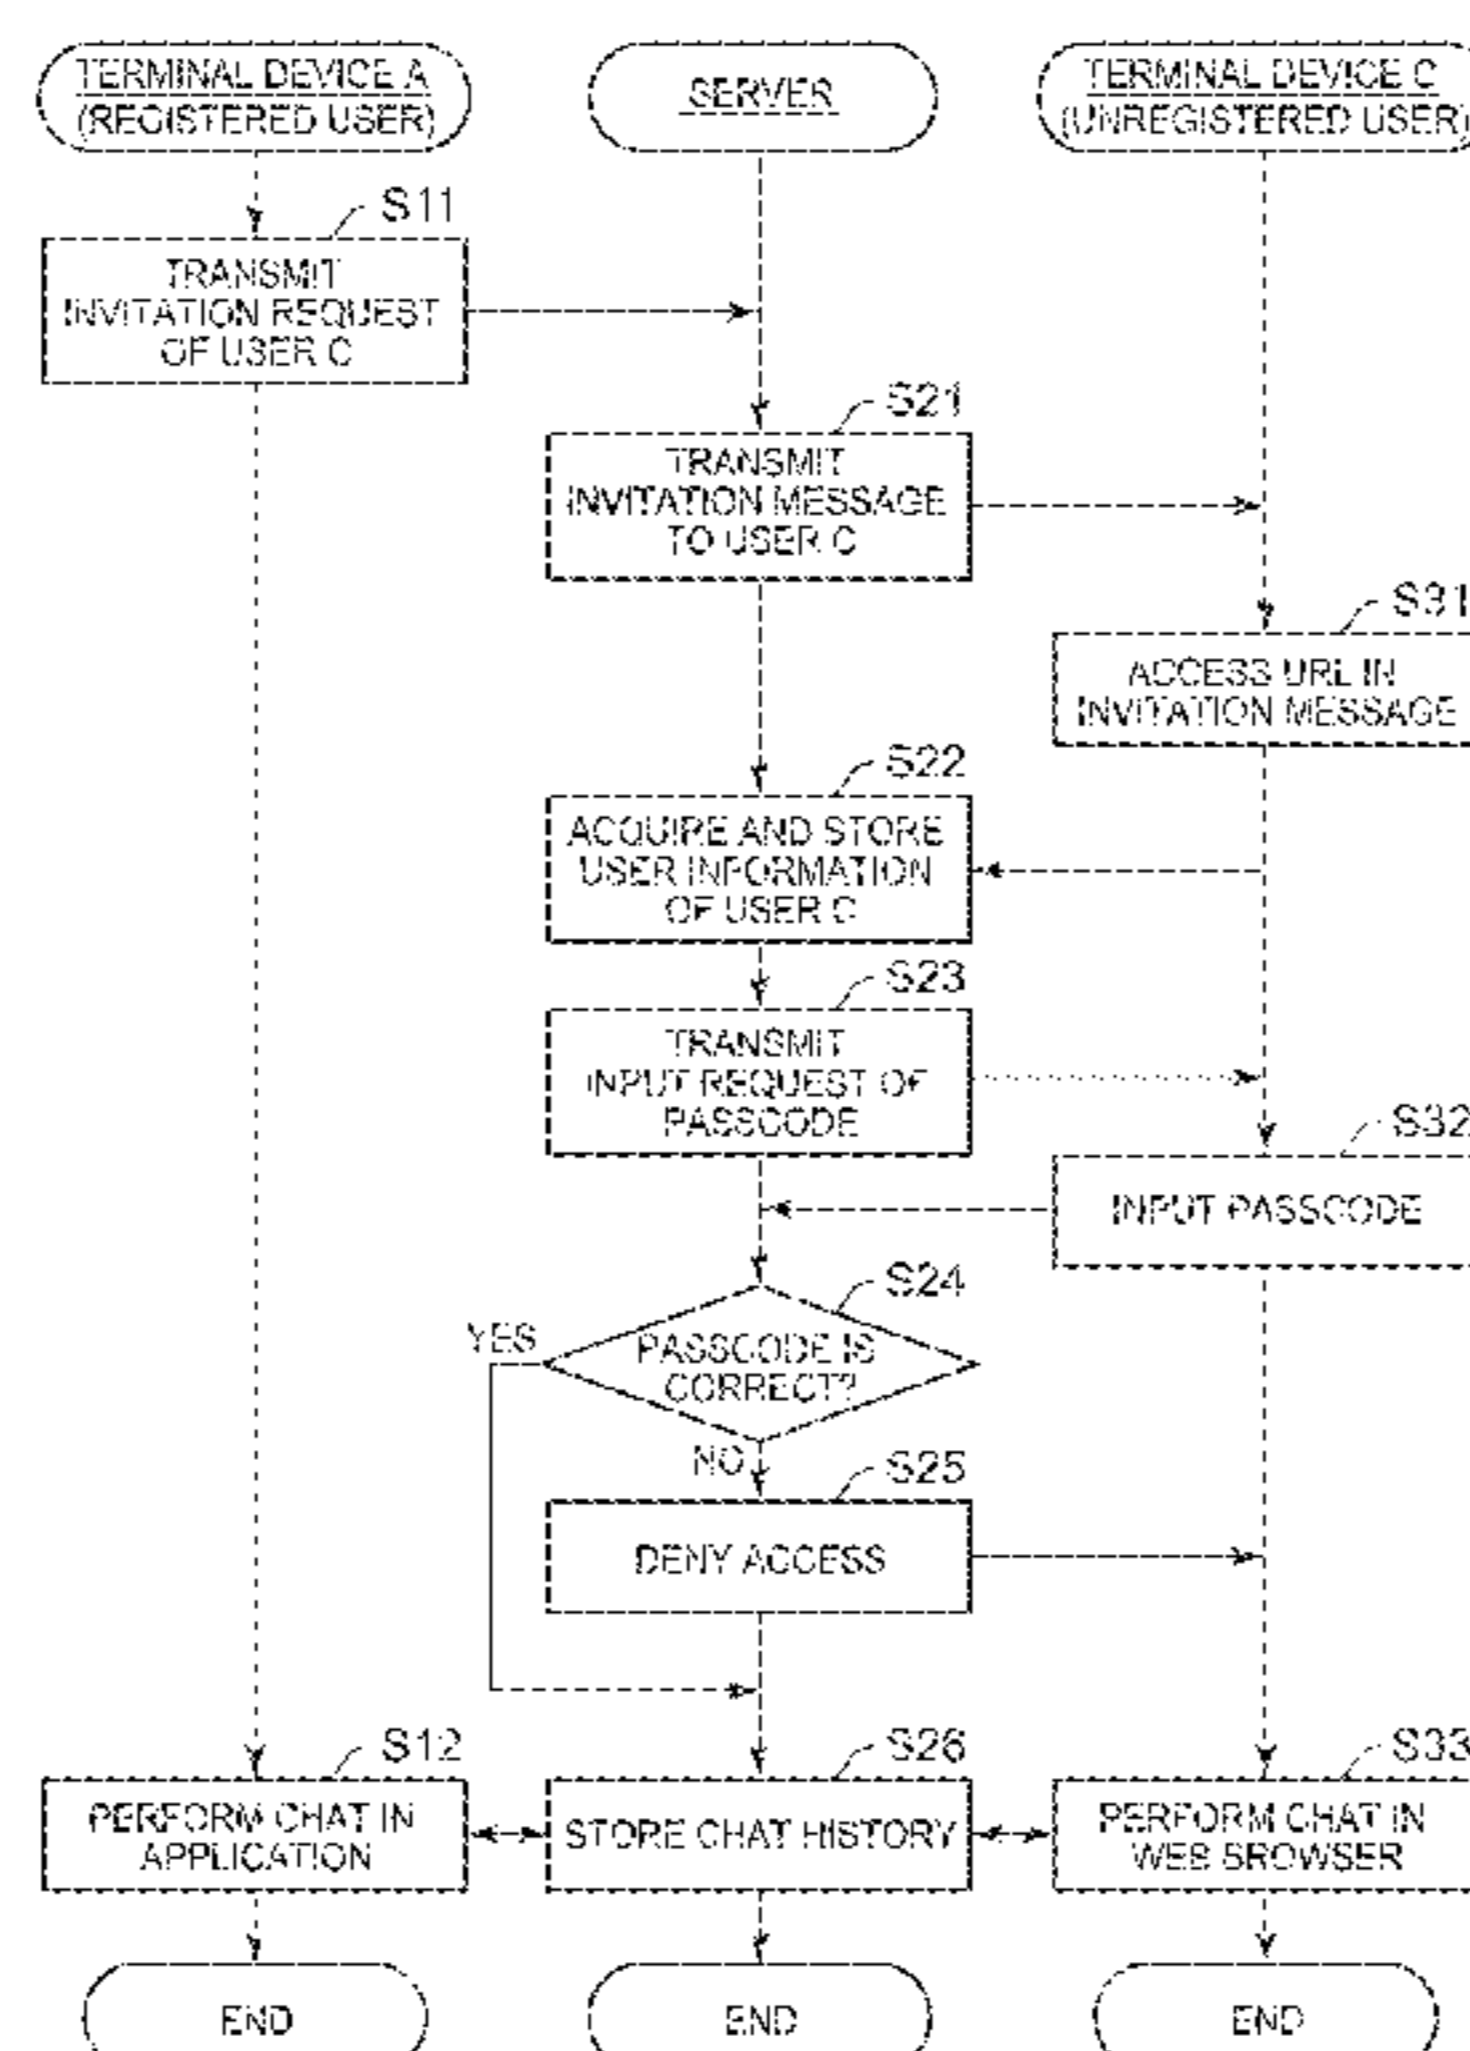 TERMINAL DEVICE A
(REGISTERED USER)
SERVER
TERMINAL DEVICE C
(UNREGISTERED USER)
S11
TRANSMIT
INVITATION REQUEST
OF USER C
S21
TRANSMIT
INVITATION MESSAGE
TO USER C
S31
ACCESS URL IN
INVITATION MESSAGE
S22
ACQUIRE AND STORE
USER INFORMATION
OF USER C
S23
TRANSMIT
INPUT REQUEST OF
PASSCODE
S32
INPUT PASSCODE
S24
YES
PASSCODE IS
CORRECT?
NO
S25
DENY ACCESS
S12
PERFORM CHAT IN
APPLICATION
S26
STORE CHAT HISTORY
S33
PERFORM CHAT IN
WEB BROWSER
END
END
END